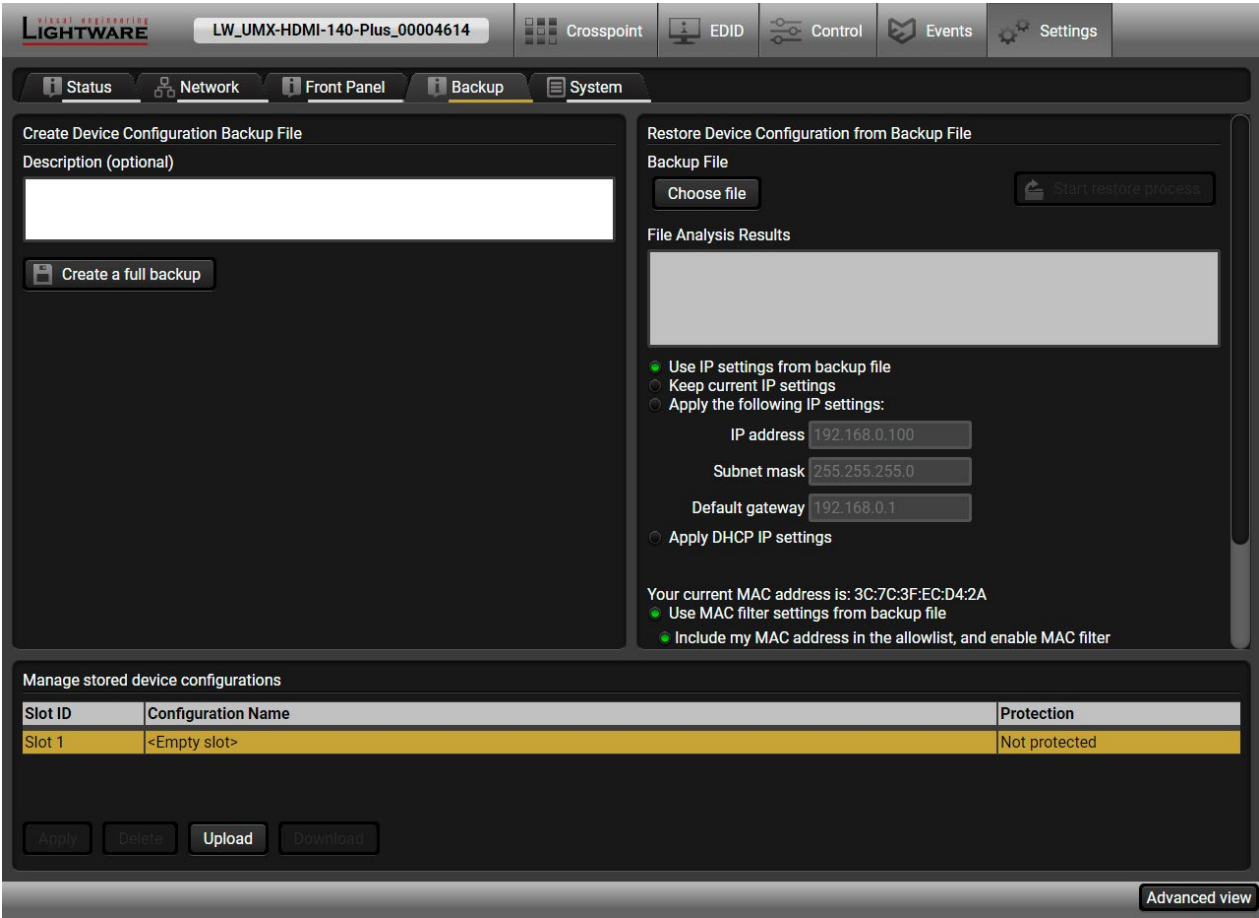 visual engineering
LIGHTWARE
LW_UMX-HDMI-140-Plus_00004614
Crosspoint
EDID
Control
Events
Settings
Status
Network
Front Panel
Backup
System
Create Device Configuration Backup File
Description (optional)
Create a full backup
Restore Device Configuration from Backup File
Backup File
Choose file
Start restore process
File Analysis Results
Use IP settings from backup file
Keep current IP settings
Apply the following IP settings:
IP address 192.168.0.100
Subnet mask 255.255.255.0
Default gateway 192.168.0.1
Apply DHCP IP settings
Your current MAC address is: 3C:7C:3F:EC:D4:2A
Use MAC filter settings from backup file
Include my MAC address in the allowlist, and enable MAC filter
Manage stored device configurations
Slot ID Configuration Name Protection
Slot 1 <Empty slot> Not protected
Apply Delete Upload Download
Advanced view